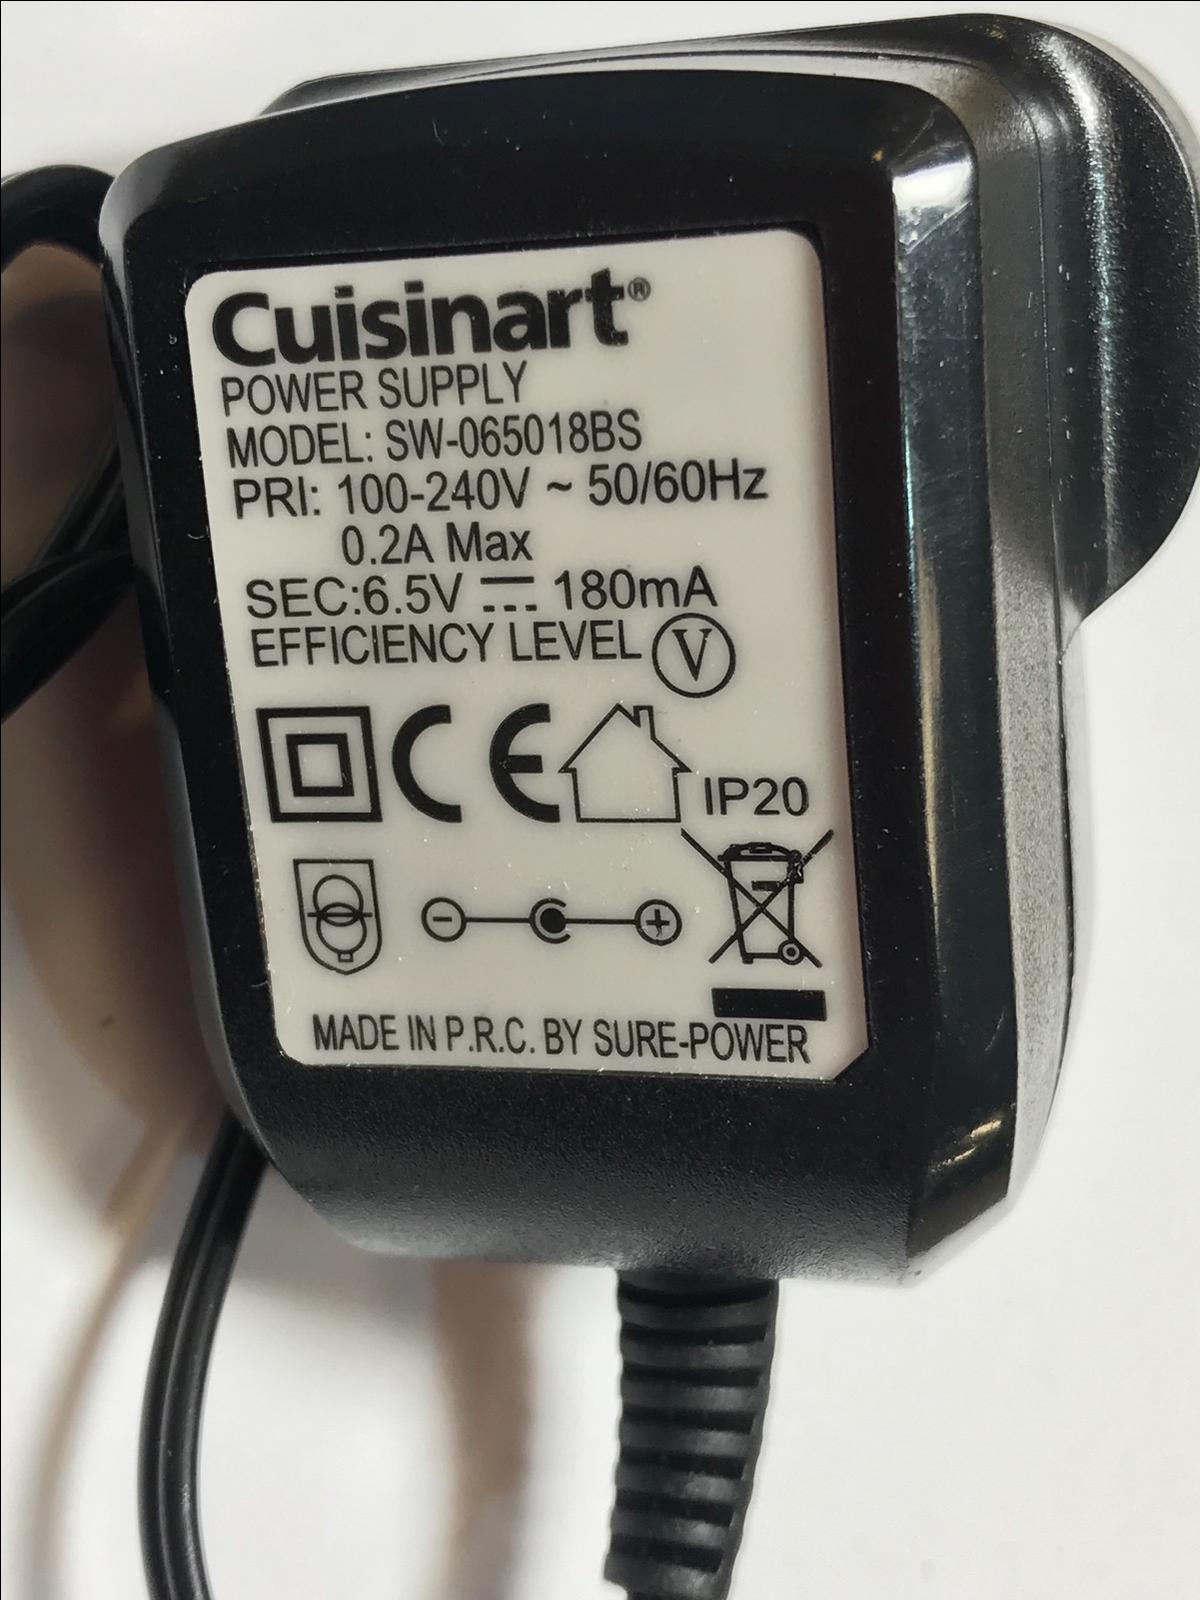 Cuisinart®
POWER SUPPLY
MODEL: SW-065018BS
PRI: 100-240V ~ 50/60Hz
0.2A Max
SEC:6.5V ⎓ 180mA
EFFICIENCY LEVEL V
CE IP20
- +
MADE IN P.R.C. BY SURE-POWER